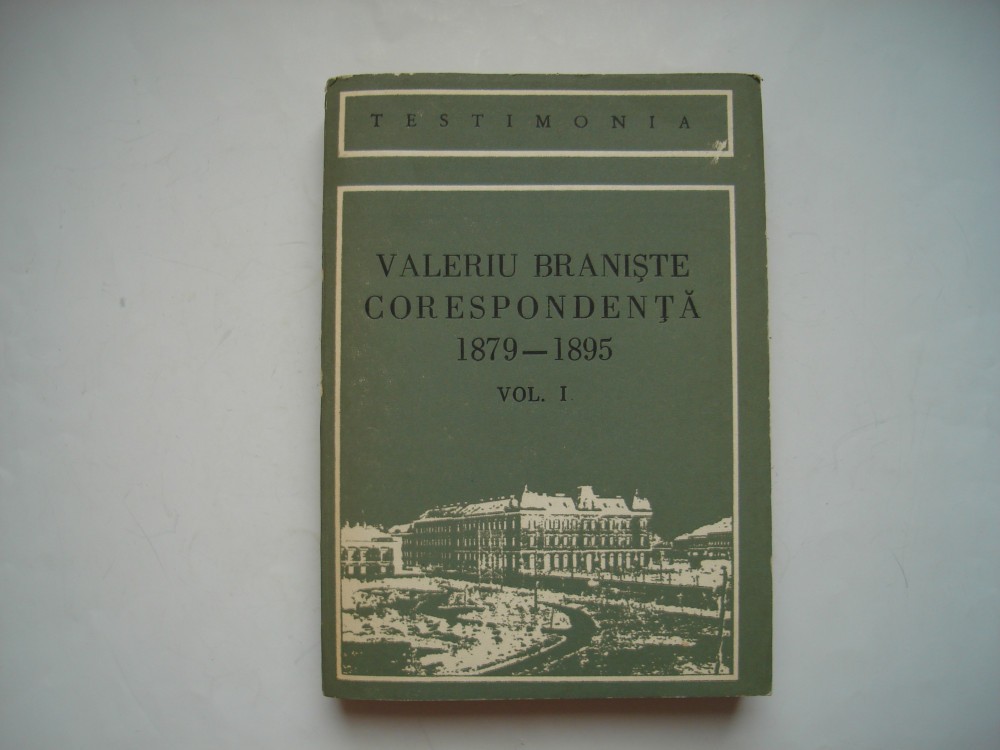 TESTIMONIA
VALERIU BRANIŞTE
CORESPONDENŢĂ
1879—1895
VOL. I